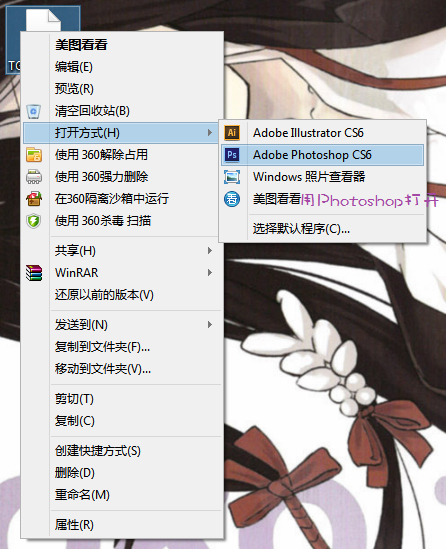 TO
美图看看
编辑(E)
预览(R)
清空回收站(B)
打开方式(H)
使用 360解除占用
使用 360强力删除
在360隔离沙箱中运行
使用 360杀毒 扫描
共享(H)
WinRAR
还原以前的版本(V)
发送到(N)
复制到文件夹(F)...
移动到文件夹(V)...
剪切(T)
复制(C)
创建快捷方式(S)
删除(D)
重命名(M)
属性(R)
Ai Adobe Illustrator CS6
Ps Adobe Photoshop CS6
Windows 照片查看器
美图看看用Photoshop打开
选择默认程序(C)...